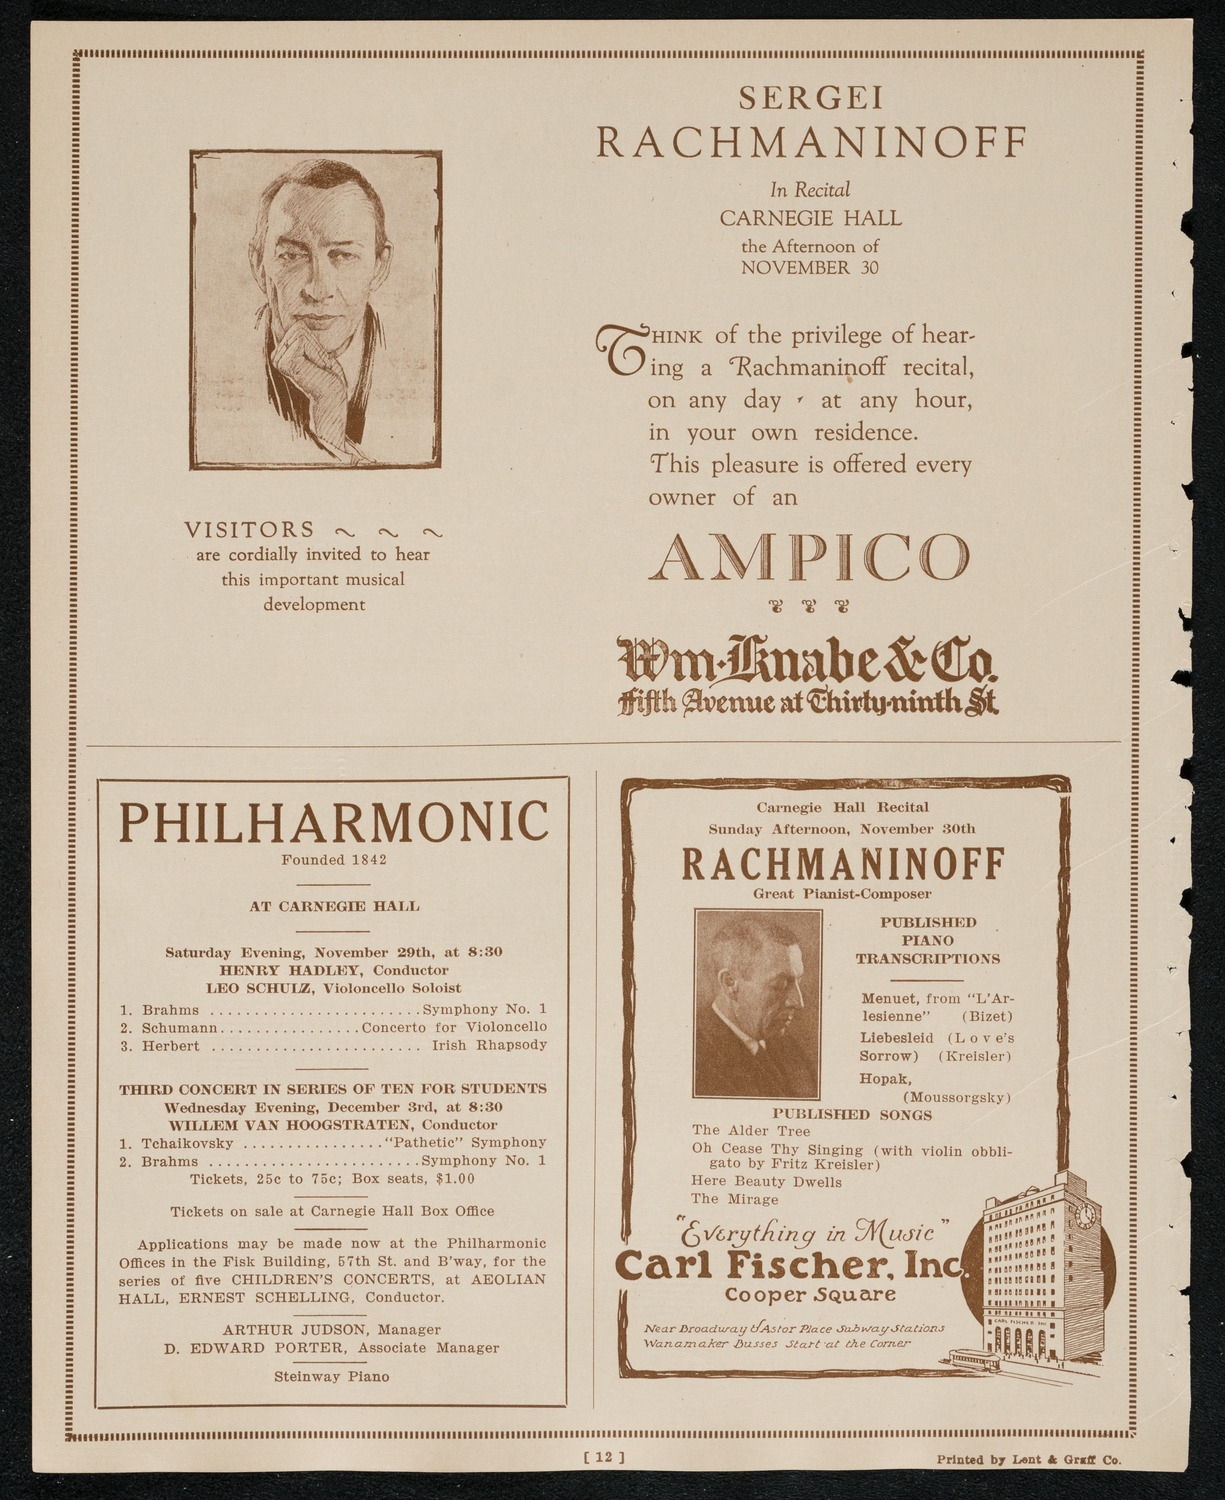 SERGEI
RACHMANINOFF
In Recital
CARNEGIE HALL
the Afternoon of
NOVEMBER 30
THINK of the privilege of hear-
ing a Rachmaninoff recital,
on any day · at any hour,
in your own residence.
This pleasure is offered every
owner of an
AMPICO
Wm. Knabe & Co.
Fifth Avenue at Thirty-ninth St.
VISITORS ~ ~ ~
are cordially invited to hear
this important musical
development
PHILHARMONIC
Founded 1842
AT CARNEGIE HALL
Saturday Evening, November 29th, at 8:30
HENRY HADLEY, Conductor
LEO SCHULZ, Violoncello Soloist
1. Brahms ........................Symphony No. 1
2. Schumann................Concerto for Violoncello
3. Herbert ........................ Irish Rhapsody
THIRD CONCERT IN SERIES OF TEN FOR STUDENTS
Wednesday Evening, December 3rd, at 8:30
WILLEM VAN HOOGSTRATEN, Conductor
1. Tchaikovsky ................"Pathetic" Symphony
2. Brahms ........................Symphony No. 1
Tickets, 25c to 75c; Box seats, $1.00
Tickets on sale at Carnegie Hall Box Office
Applications may be made now at the Philharmonic
Offices in the Fisk Building, 57th St. and B'way, for the
series of five CHILDREN'S CONCERTS, at AEOLIAN
HALL, ERNEST SCHELLING, Conductor.
ARTHUR JUDSON, Manager
D. EDWARD PORTER, Associate Manager
Steinway Piano
Carnegie Hall Recital
Sunday Afternoon, November 30th
RACHMANINOFF
Great Pianist-Composer
PUBLISHED
PIANO
TRANSCRIPTIONS
Menuet, from "L'Ar-
lesienne" (Bizet)
Liebesleid (Love's
Sorrow) (Kreisler)
Hopak,
(Moussorgsky)
PUBLISHED SONGS
The Alder Tree
Oh Cease Thy Singing (with violin obbli-
gato by Fritz Kreisler)
Here Beauty Dwells
The Mirage
"Everything in Music"
Carl Fischer, Inc.
Cooper Square
CARL FISCHER INC
Near Broadway & Astor Place Subway Stations
Wanamaker Busses Start at the Corner
[ 12 ]
Printed by Lent & Graff Co.